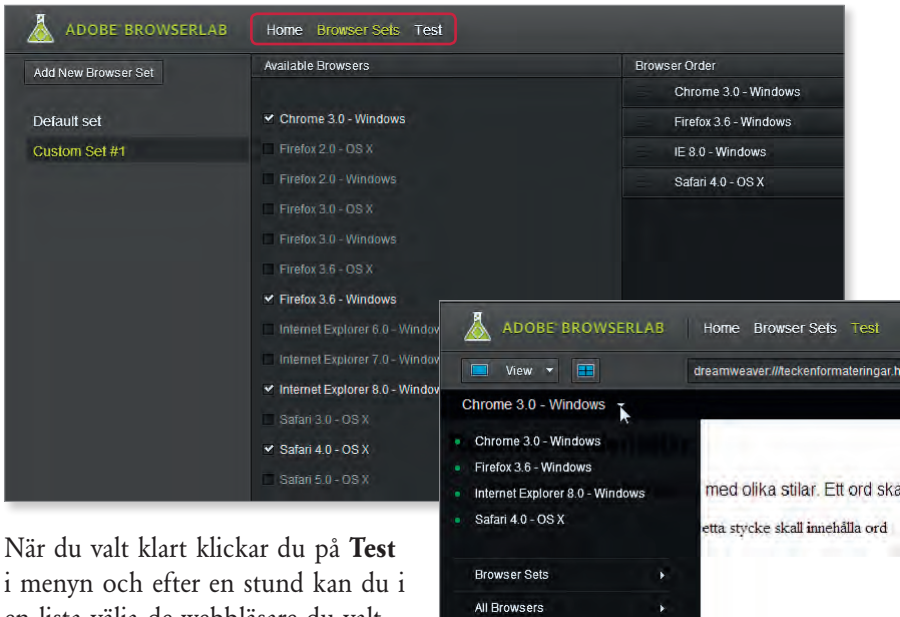 ADOBE® BROWSERLAB
Home Browser Sets Test
Add New Browser Set
Default set
Custom Set #1
Available Browsers
Chrome 3.0 - Windows
Firefox 2.0 - OS X
Firefox 2.0 - Windows
Firefox 3.0 - OS X
Firefox 3.0 - Windows
Firefox 3.6 - OS X
Firefox 3.6 - Windows
Internet Explorer 6.0 - Window
Internet Explorer 7.0 - Window
Internet Explorer 8.0 - Window
Safari 3.0 - OS X
Safari 4.0 - OS X
Safari 5.0 - OS X
Browser Order
Chrome 3.0 - Windows
Firefox 3.6 - Windows
IE 8.0 - Windows
Safari 4.0 - OS X
ADOBE® BROWSERLAB
Home Browser Sets Test
View
dreamweaver:///teckenformateringar.h
Chrome 3.0 - Windows
Chrome 3.0 - Windows
Firefox 3.6 - Windows
Internet Explorer 8.0 - Windows
Safari 4.0 - OS X
Browser Sets
All Browsers
med olika stilar. Ett ord ska
etta stycke skall innehålla ord
När du valt klart klickar du på Test
i menyn och efter en stund kan du i
en lista välja de webbläsare du valt